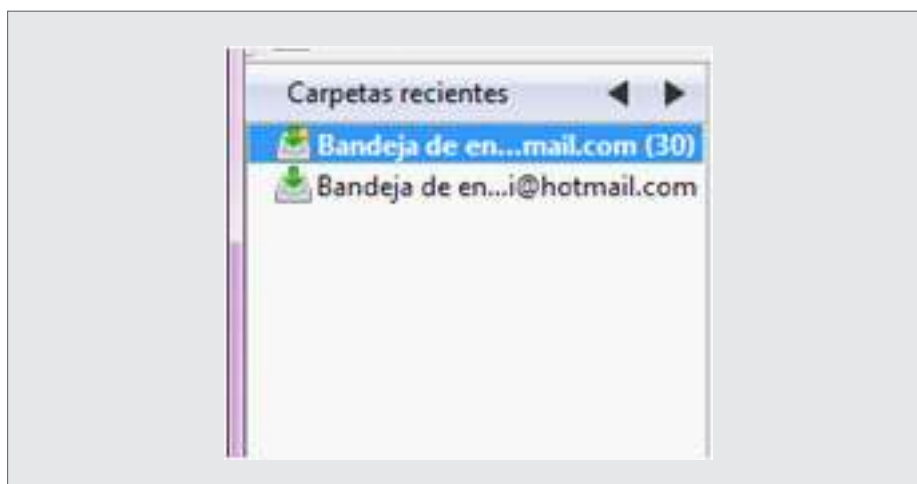 Carpetas recientes
Bandeja de en...mail.com (30)
Bandeja de en...i@hotmail.com